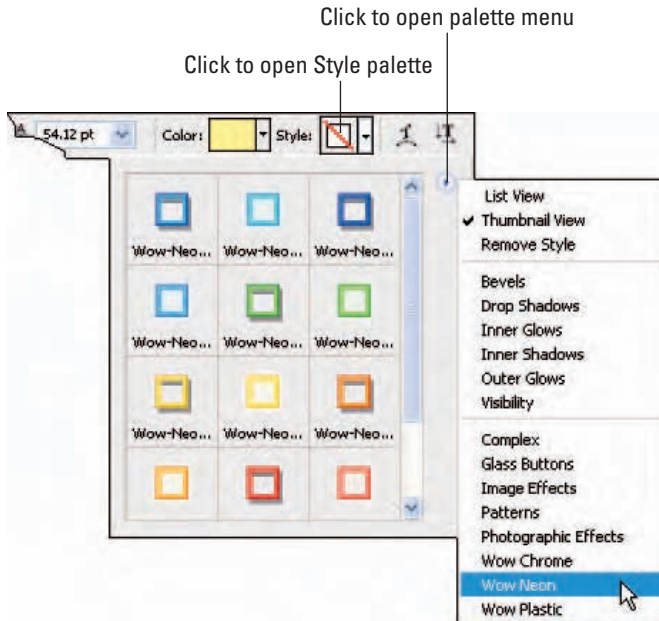 Click to open palette menu
Click to open Style palette
A 54.12 pt Color: Style: T T
Wow-Neo... Wow-Neo... Wow-Neo...
Wow-Neo... Wow-Neo... Wow-Neo...
Wow-Neo... Wow-Neo... Wow-Neo...
List View
Thumbnail View
Remove Style
Bevels
Drop Shadows
Inner Glows
Inner Shadows
Outer Glows
Visibility
Complex
Glass Buttons
Image Effects
Patterns
Photographic Effects
Wow Chrome
Wow Neon
Wow Plastic